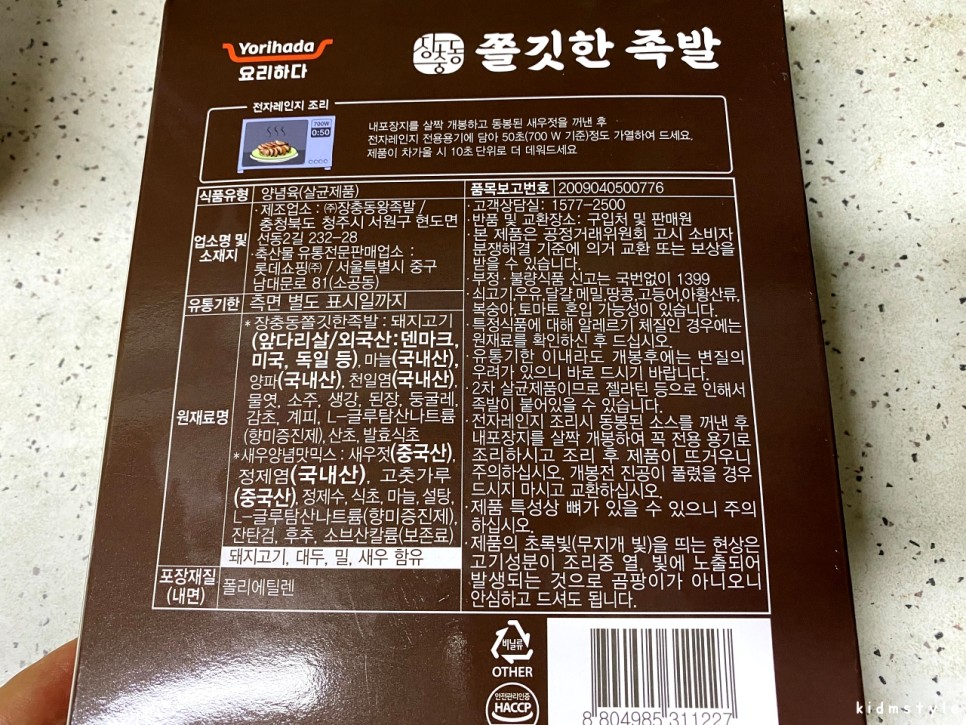 Yorihada
요리하다
장충동 쫄깃한 족발
전자레인지 조리
700W
0:50
내포장지를 살짝 개봉하고 동봉된 새우젓을 꺼낸 후
전자레인지 전용용기에 담아 50초(700 W 기준)정도 가열하여 드세요.
제품이 차가울 시 10초 단위로 더 데워드세요
식품유형 양념육(살균제품)
업소명 및
소재지
·제조업소 : ㈜장충동왕족발 /
충청북도 청주시 서원구 현도면
선동2길 232-28
·축산물 유통전문판매업소 :
롯데쇼핑㈜ / 서울특별시 중구
남대문로 81(소공동)
유통기한 측면 별도 표시일까지
원재료명
*장충동쫄깃한족발 : 돼지고기
(앞다리살/외국산:덴마크,
미국, 독일 등), 마늘(국내산),
양파(국내산), 천일염(국내산),
물엿, 소주, 생강, 된장, 둥굴레,
감초, 계피, L-글루탐산나트륨
(향미증진제), 산초, 발효식초
*새우양념맛믹스 : 새우젓(중국산),
정제염(국내산), 고춧가루
(중국산), 정제수, 식초, 마늘, 설탕,
L-글루탐산나트륨(향미증진제),
잔탄검, 후추, 소브산칼륨(보존료)
돼지고기, 대두, 밀, 새우 함유
포장재질
(내면)
폴리에틸렌
품목보고번호 2009040500776
·고객상담실: 1577-2500
·반품 및 교환장소: 구입처 및 판매원
·본 제품은 공정거래위원회 고시 소비자
분쟁해결 기준에 의거 교환 또는 보상을
받을 수 있습니다.
·부정·불량식품 신고는 국번없이 1399
·쇠고기,우유,달걀,메밀,땅콩,고등어,아황산류,
복숭아,토마토 혼입 가능성이 있습니다.
·특정식품에 대해 알레르기 체질인 경우에는
원재료를 확인하신 후 드십시오.
·유통기한 이내라도 개봉후에는 변질의
우려가 있으니 바로 드시기 바랍니다.
·2차 살균제품이므로 젤라틴 등으로 인해서
족발이 붙어있을 수 있습니다.
·전자레인지 조리시 동봉된 소스를 꺼낸 후
내포장지를 살짝 개봉하여 꼭 전용 용기로
조리하시고 조리 후 제품이 뜨거우니
주의하십시오, 개봉전 진공이 풀렸을 경우
드시지 마시고 교환하십시오.
·제품 특성상 뼈가 있을 수 있으니 주의
하십시오.
·제품의 초록빛(무지개 빛)을 띄는 현상은
고기성분이 조리중 열, 빛에 노출되어
발생되는 것으로 곰팡이가 아니오니
안심하고 드셔도 됩니다.
비닐류
OTHER
안전관리인증
HACCP
8 804985 311227
kidmstyle